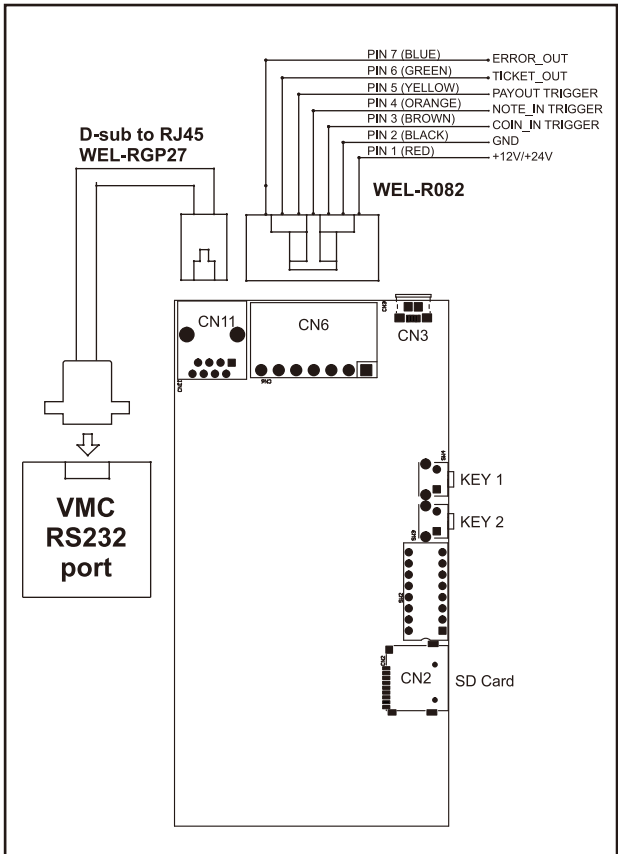 PIN 7 (BLUE) ERROR_OUT
PIN 6 (GREEN) TICKET_OUT
PIN 5 (YELLOW) PAYOUT TRIGGER
PIN 4 (ORANGE) NOTE_IN TRIGGER
PIN 3 (BROWN) COIN_IN TRIGGER
PIN 2 (BLACK) GND
PIN 1 (RED) +12V/+24V
D-sub to RJ45
WEL-RGP27
WEL-R082
CN11
CN6
CN3
KEY 1
KEY 2
VMC
RS232
port
CN2
SD Card